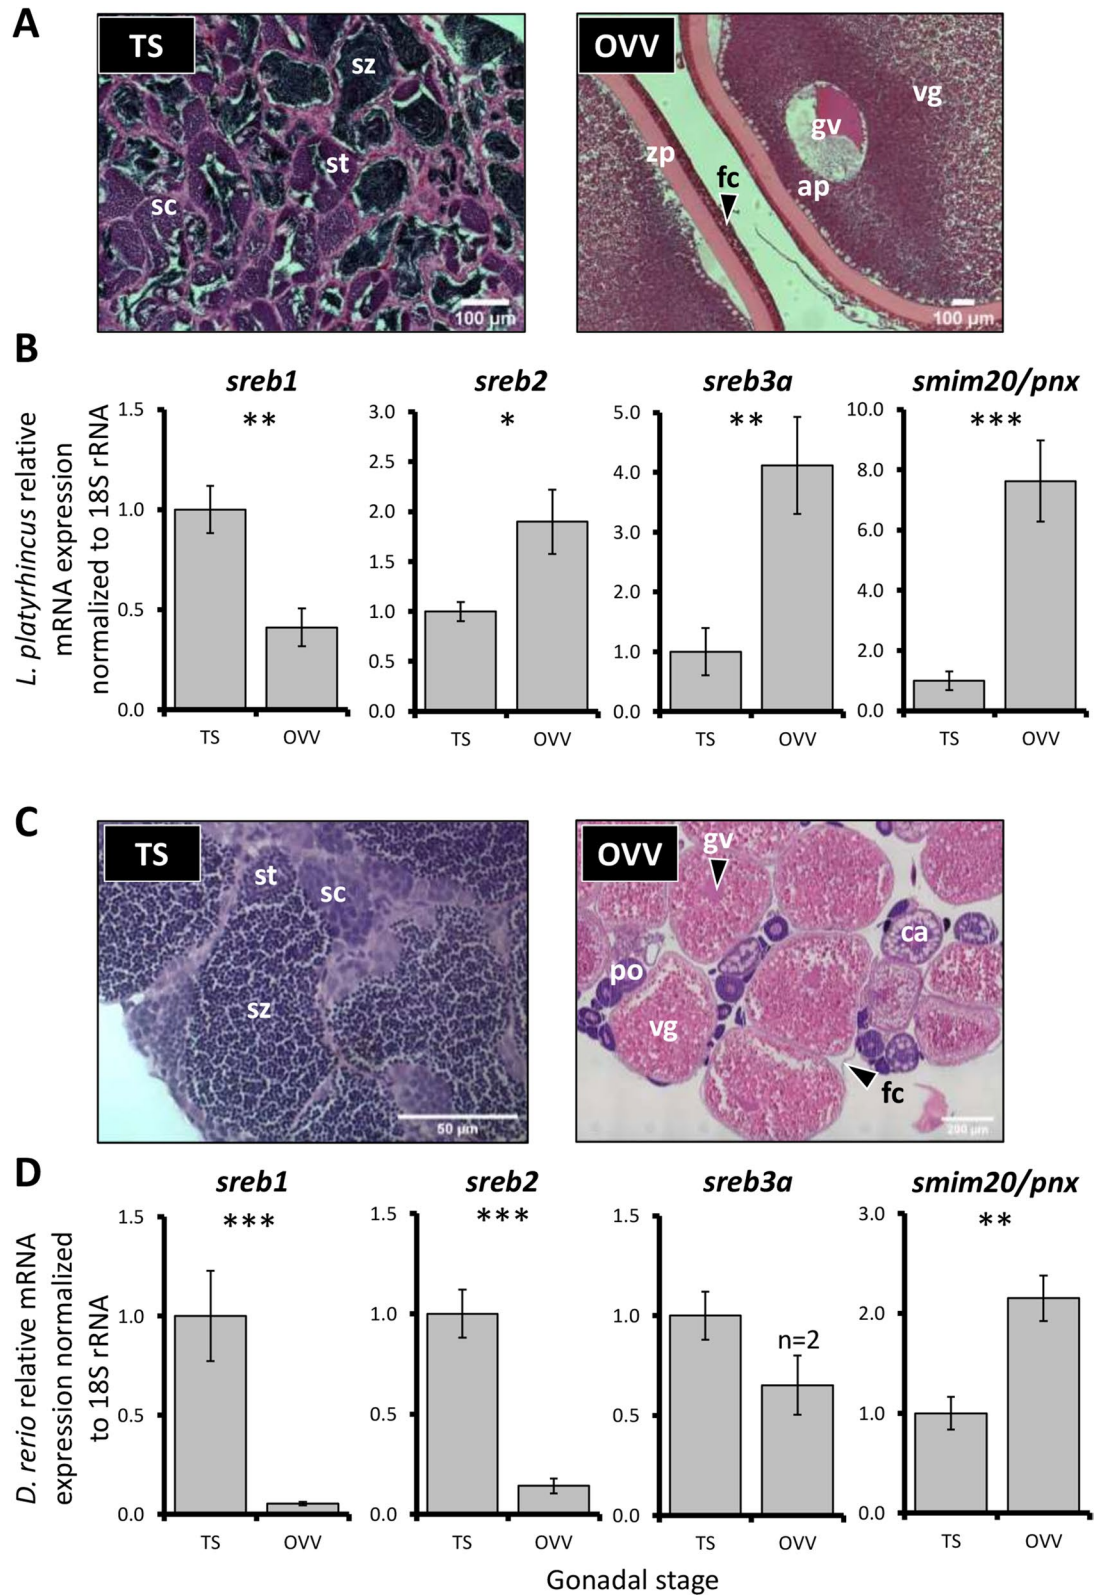 A
TS
sz
st
sc
100 µm
OVV
vg
gv
zp
ap
fc
100 µm
B
L. platyrhincus relative
mRNA expression
normalized to 18S rRNA
sreb1
**
1.5
1.0
0.5
0.0
TS OVV
sreb2
*
3.0
2.5
2.0
1.5
1.0
0.5
0.0
TS OVV
sreb3a
**
5.0
4.0
3.0
2.0
1.0
0.0
TS OVV
smim20/pnx
***
10.0
8.0
6.0
4.0
2.0
0.0
TS OVV
C
TS
st
sc
sz
50 µm
OVV
gv
ca
po
vg
fc
200 µm
D
D. rerio relative mRNA
expression normalized
to 18S rRNA
sreb1
***
1.5
1.0
0.5
0.0
TS OVV
sreb2
***
1.5
1.0
0.5
0.0
TS OVV
sreb3a
1.5
1.0
n=2
0.5
0.0
TS OVV
smim20/pnx
**
3.0
2.0
1.0
0.0
TS OVV
Gonadal stage